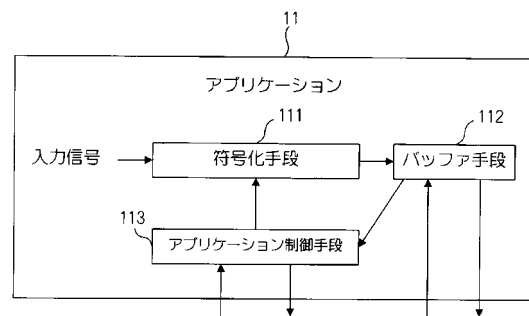 11
アプリケーション
111
112
入力信号
符号化手段
バッファ手段
113
アプリケーション制御手段